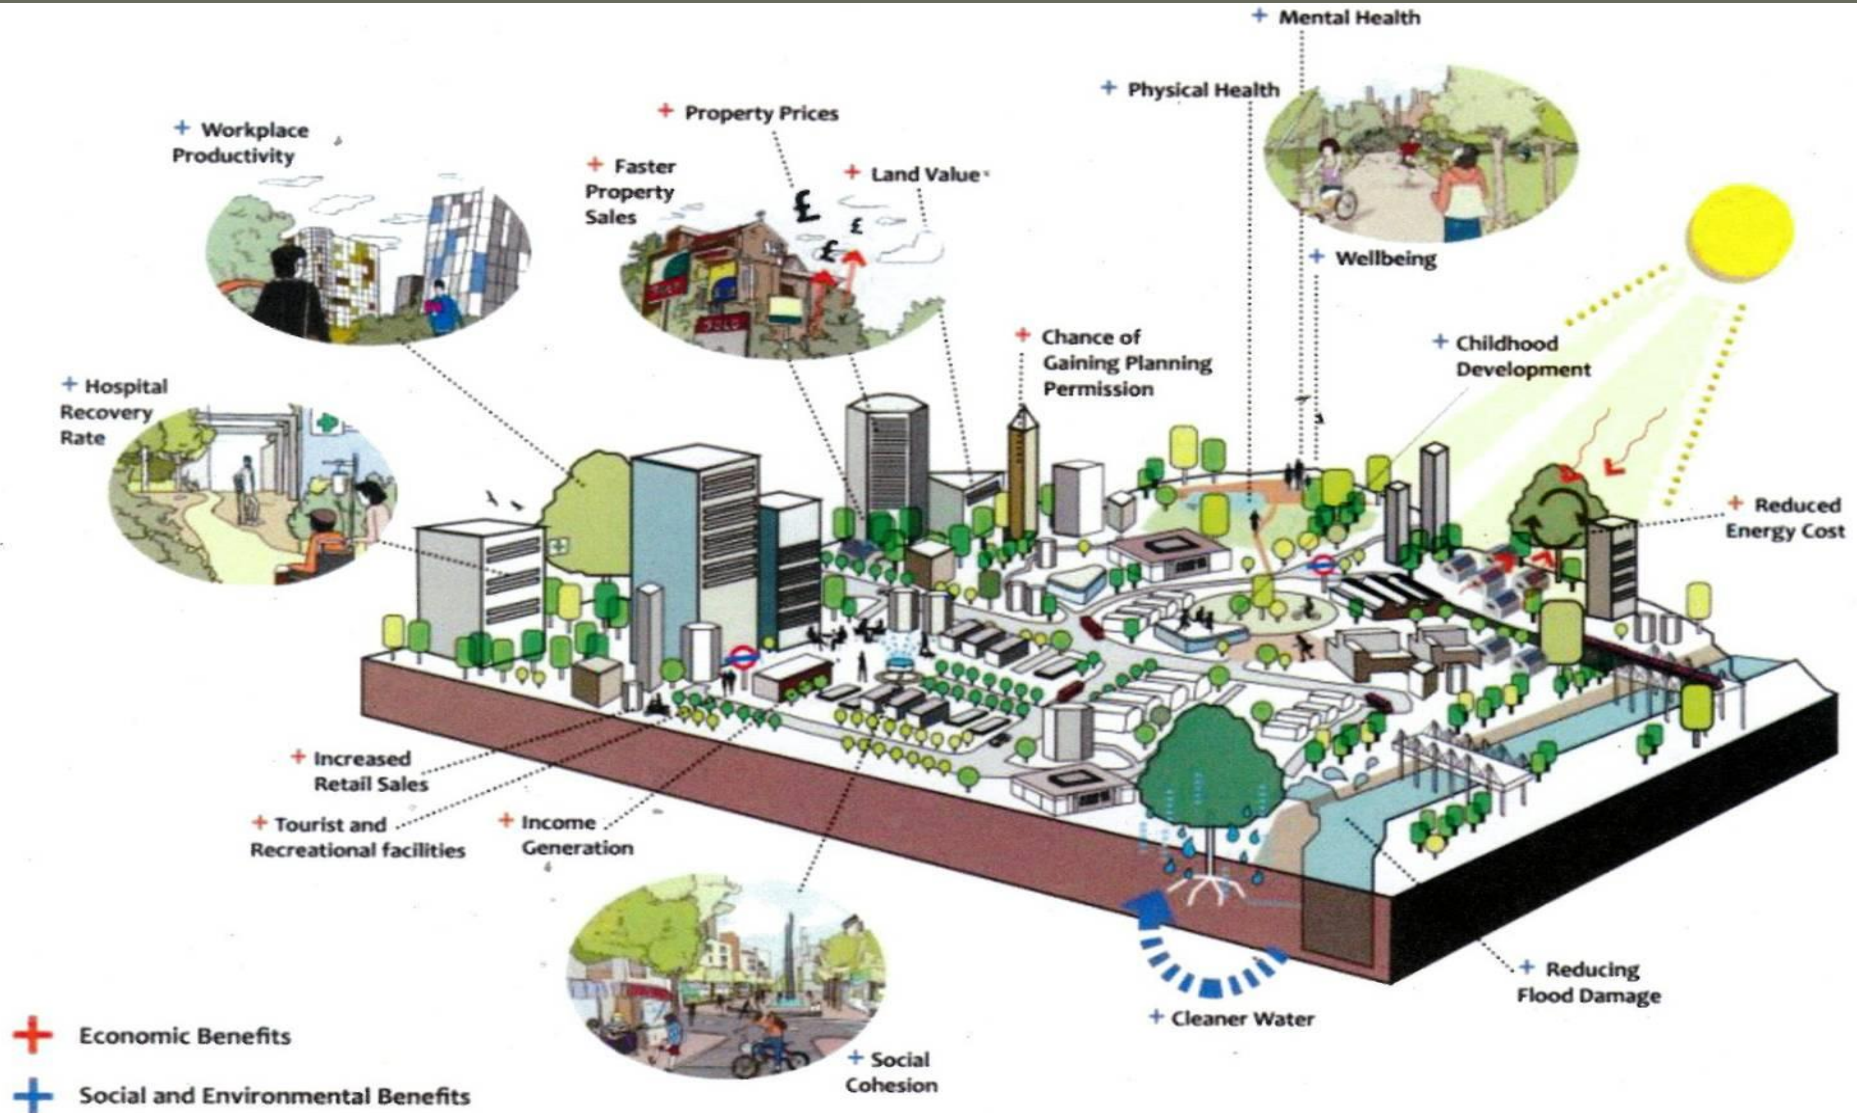 + Mental Health
+ Physical Health
+ Property Prices
+ Workplace
Productivity
+ Faster
Property
Sales
+ Land Value
£
£
£
SOLD
SOLD
+ Wellbeing
+ Chance of
Gaining Planning
Permission
+ Childhood
Development
+ Hospital
Recovery
Rate
+ Reduced
Energy Cost
+ Increased
Retail Sales
+ Tourist and
Recreational facilities
+ Income
Generation
+ Reducing
Flood Damage
+ Cleaner Water
+ Social
Cohesion
+ Economic Benefits
+ Social and Environmental Benefits